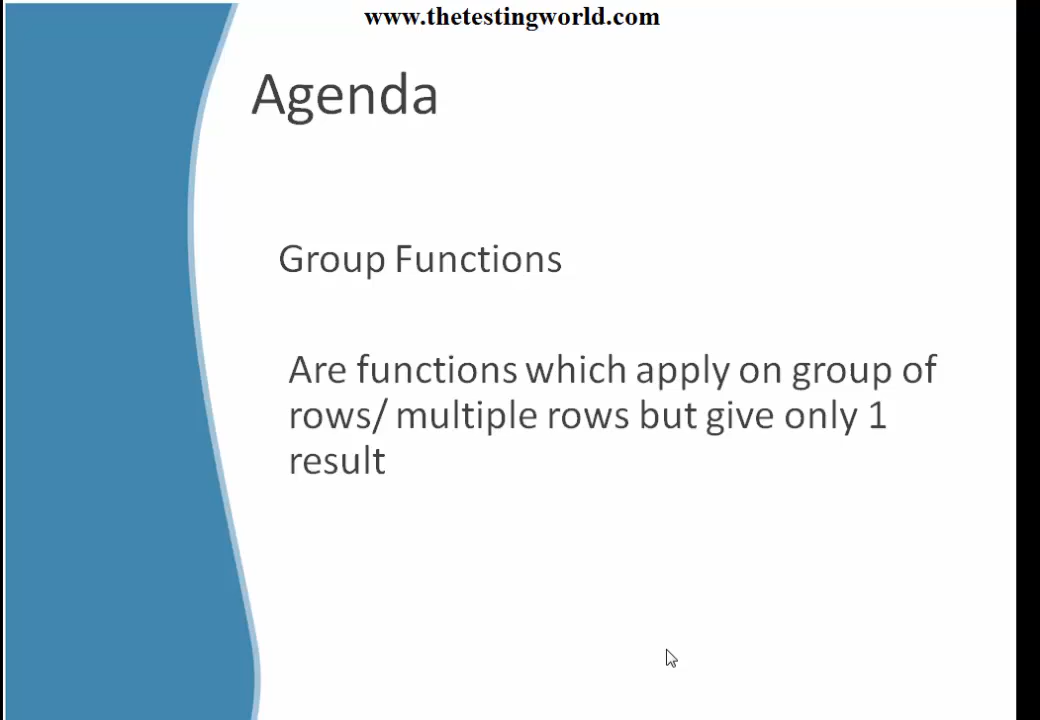 www.thetestingworld.com
Agenda
Group Functions
Are functions which apply on group of
rows/ multiple rows but give only 1
result